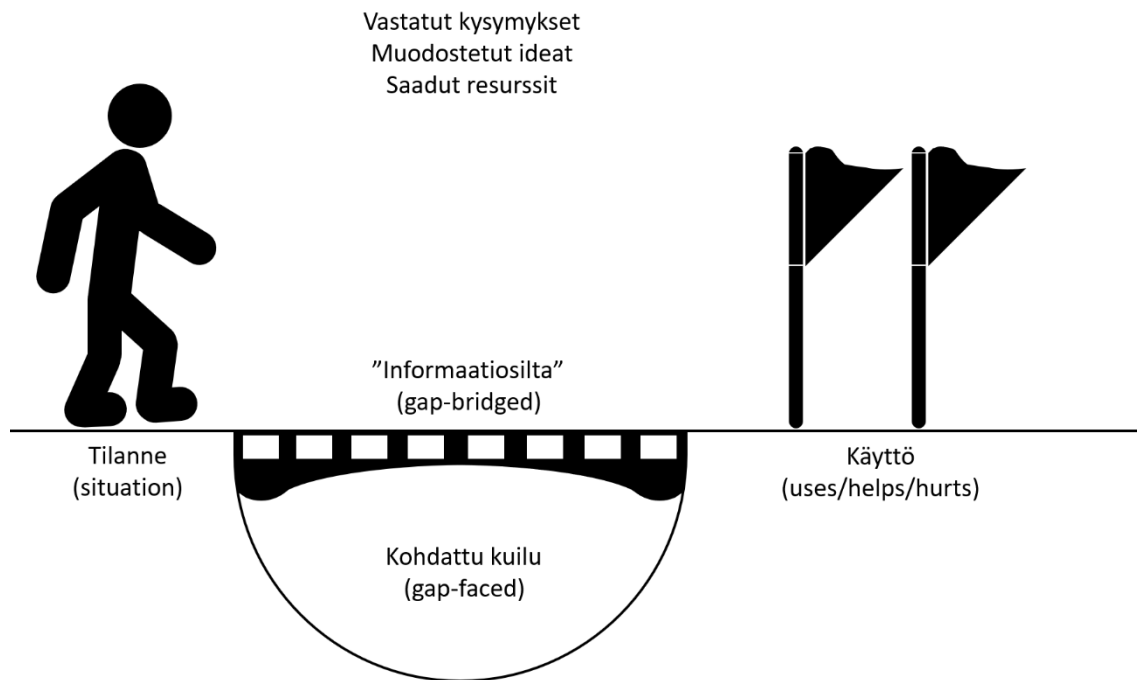 Vastatut kysymykset
Muodostetut ideat
Saadut resurssit
”Informaatiosilta”
(gap-bridged)
Tilanne
(situation)
Käyttö
(uses/helps/hurts)
Kohdattu kuilu
(gap-faced)